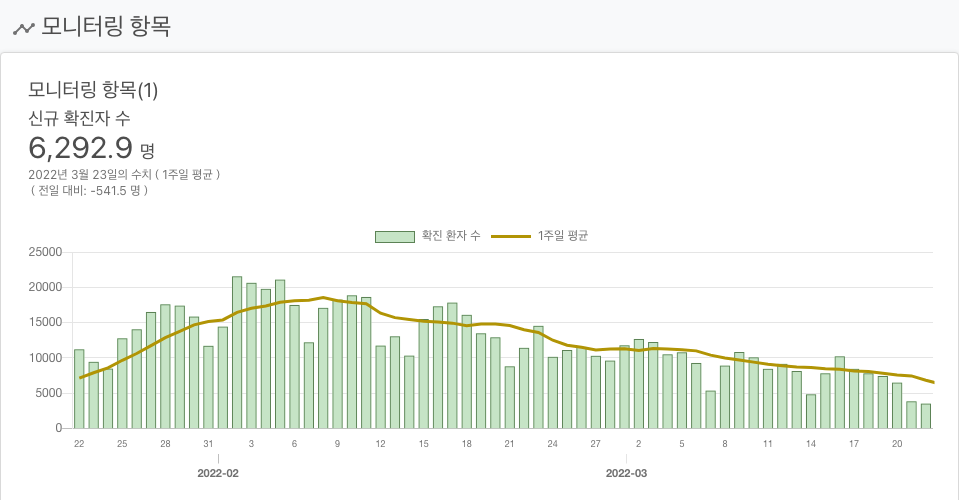 모니터링 항목
모니터링 항목(1)
신규 확진자 수
6,292.9 명
2022년 3월 23일의 수치 ( 1주일 평균 )
( 전일 대비: -541.5 명 )
확진 환자 수 1주일 평균
25000
20000
15000
10000
5000
0
22 25 28 31 3 6 9 12 15 18 21 24 27 2 5 8 11 14 17 20
2022-02 2022-03